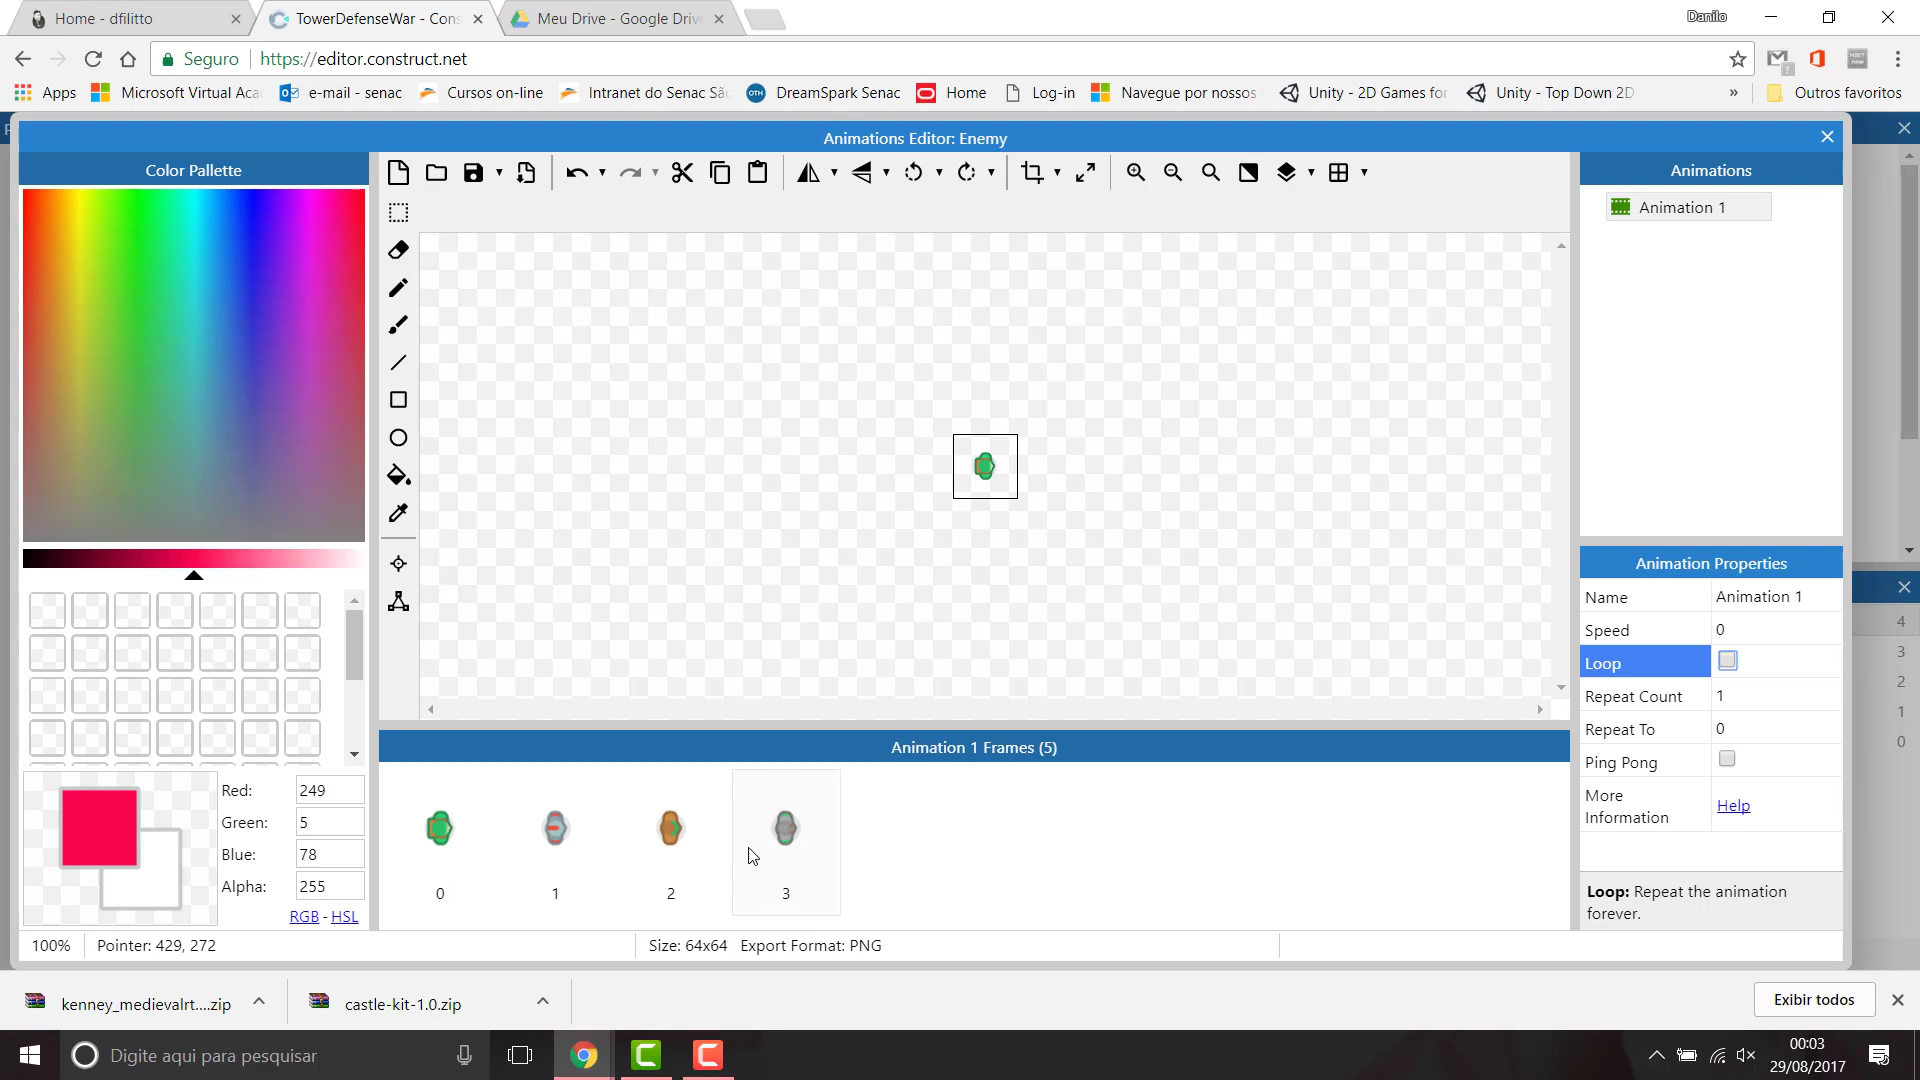 Home - dfilitto
TowerDefenseWar - Cons
Meu Drive - Google Driv
Danilo
Seguro
https://editor.construct.net
Apps
Microsoft Virtual Aca
e-mail - senac
Cursos on-line
Intranet do Senac Sã
DreamSpark Senac
Home
Log-in
Navegue por nossos
Unity - 2D Games for
Unity - Top Down 2D
»
Outros favoritos
Animations Editor: Enemy
Color Pallette
Animations
Animation 1
Animation Properties
Name Animation 1
Speed 0
Loop
Repeat Count 1
Repeat To 0
Ping Pong
More
Information Help
Loop: Repeat the animation
forever.
4
3
2
1
0
Animation 1 Frames (5)
0 1 2 3
Red: 249
Green: 5
Blue: 78
Alpha: 255
RGB - HSL
100% Pointer: 429, 272
Size: 64x64 Export Format: PNG
kenney_medievalrt....zip
castle-kit-1.0.zip
Exibir todos
Digite aqui para pesquisar
00:03
29/08/2017